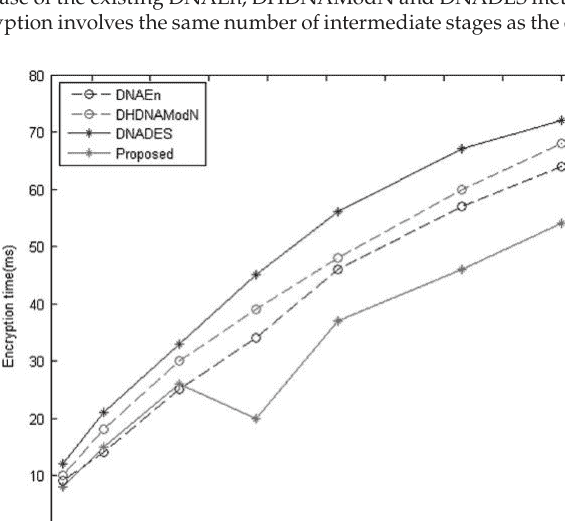 ase of the existing DNAEn, DHDNAModN and DNADES
yption involves the same number of intermediate stages as the
80
DNAEn
DHDNAModN
DNADES
Proposed
70
60
50
40
30
20
10
Encryption time(ms)